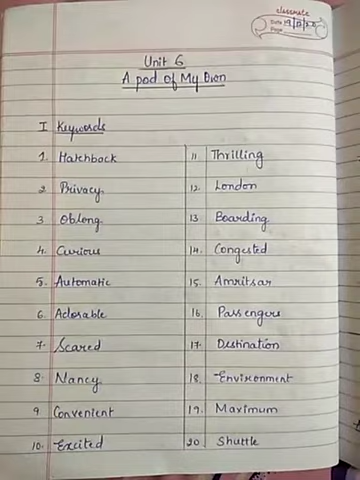 classmate
Date
Page
Unit 6
A pod of My Own
I Keywords
1. Hatchback
2. Privacy
3. Oblong
4. Curious
5. Automatic
6. Adorable
7. Scared
8. Nancy
9. Convenient
10. Excited
11. Thrilling
12. London
13. Boarding
14. Congested
15. Amritsar
16. Passengers
17. Destination
18. Environment
19. Maximum
20. Shuttle